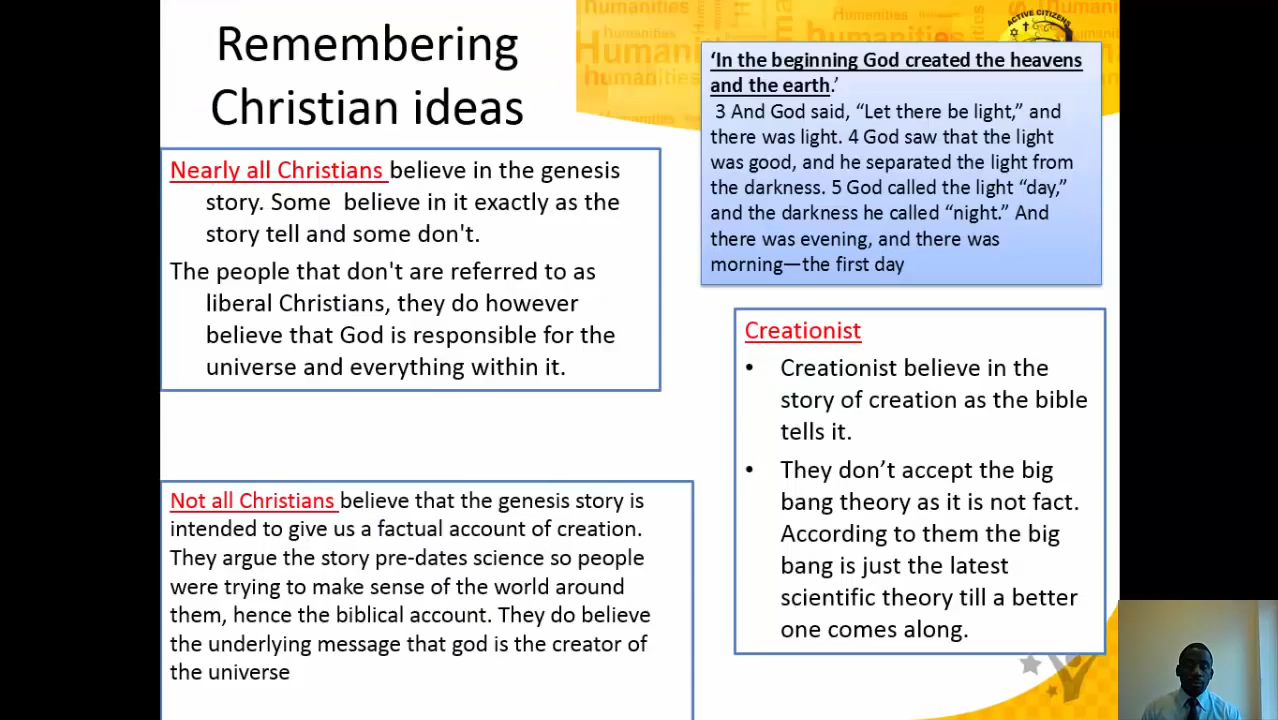 Remembering
Christian ideas
Humanities
Humanities
Humanities
humanities
Humanities
humanities
ACTIVE CITIZENS
Nearly all Christians believe in the genesis
story. Some  believe in it exactly as the
story tell and some don't.
The people that don't are referred to as
liberal Christians, they do however
believe that God is responsible for the
universe and everything within it.
‘In the beginning God created the heavens
and the earth.’
3 And God said, “Let there be light,” and
there was light. 4 God saw that the light
was good, and he separated the light from
the darkness. 5 God called the light “day,”
and the darkness he called “night.” And
there was evening, and there was
morning—the first day
Creationist
• Creationist believe in the
story of creation as the bible
tells it.
• They don’t accept the big
bang theory as it is not fact.
According to them the big
bang is just the latest
scientific theory till a better
one comes along.
Not all Christians believe that the genesis story is
intended to give us a factual account of creation.
They argue the story pre-dates science so people
were trying to make sense of the world around
them, hence the biblical account. They do believe
the underlying message that god is the creator of
the universe